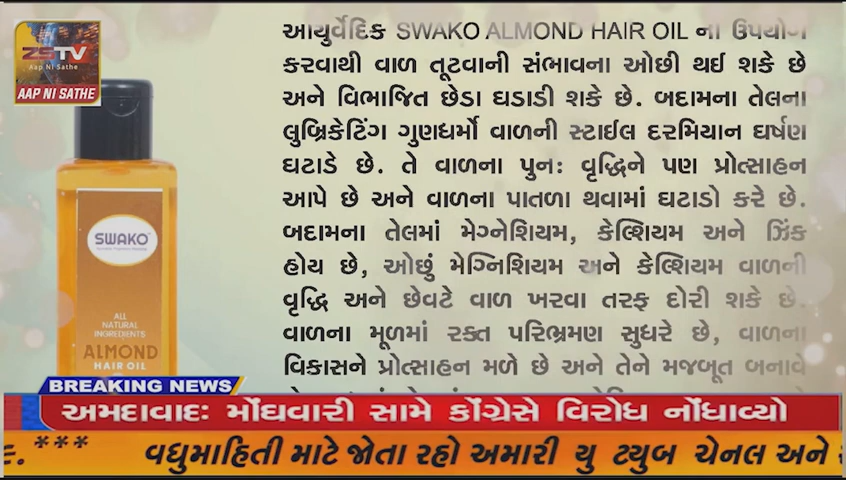 ZSTV
Aap Ni Sathe
AAP NI SATHE
આયુર્વેદિક SWAKO ALMOND HAIR OIL ના ઉપયોગ
કરવાથી વાળ તૂટવાની સંભાવના ઓછી થઈ શકે છે
અને વિભાજિત છેડા ઘડાડી શકે છે. બદામના તેલના
લુબ્રિકેટિંગ ગુણધર્મો વાળની સ્ટાઈલ દરમિયાન ઘર્ષણ
ઘટાડે છે. તે વાળના પુનઃ વૃદ્ધિને પણ પ્રોત્સાહન
આપે છે અને વાળના પાતળા થવામાં ઘટાડો કરે છે.
બદામના તેલમાં મેગ્નેશિયમ, કેલ્શિયમ અને ઝિંક
હોય છે, ઓછું મેગ્નિશિયમ અને કેલ્શિયમ વાળની
વૃદ્ધિ અને છેવટે વાળ ખરવા તરફ દોરી શકે છે.
વાળના મૂળમાં રક્ત પરિભ્રમણ સુધરે છે, વાળના
વિકાસને પ્રોત્સાહન મળે છે અને તેને મજબૂત બનાવે
SWAKO
ALL
NATURAL
INGREDIENTS
ALMOND
HAIR OIL
BREAKING NEWS
અમદાવાદઃ મોંઘવારી સામે કોંગ્રેસે વિરોધ નોંધાવ્યો
૯.*** વધુમાહિતી માટે જોતા રહો અમારી યુ ટ્યુબ ચેનલ અને